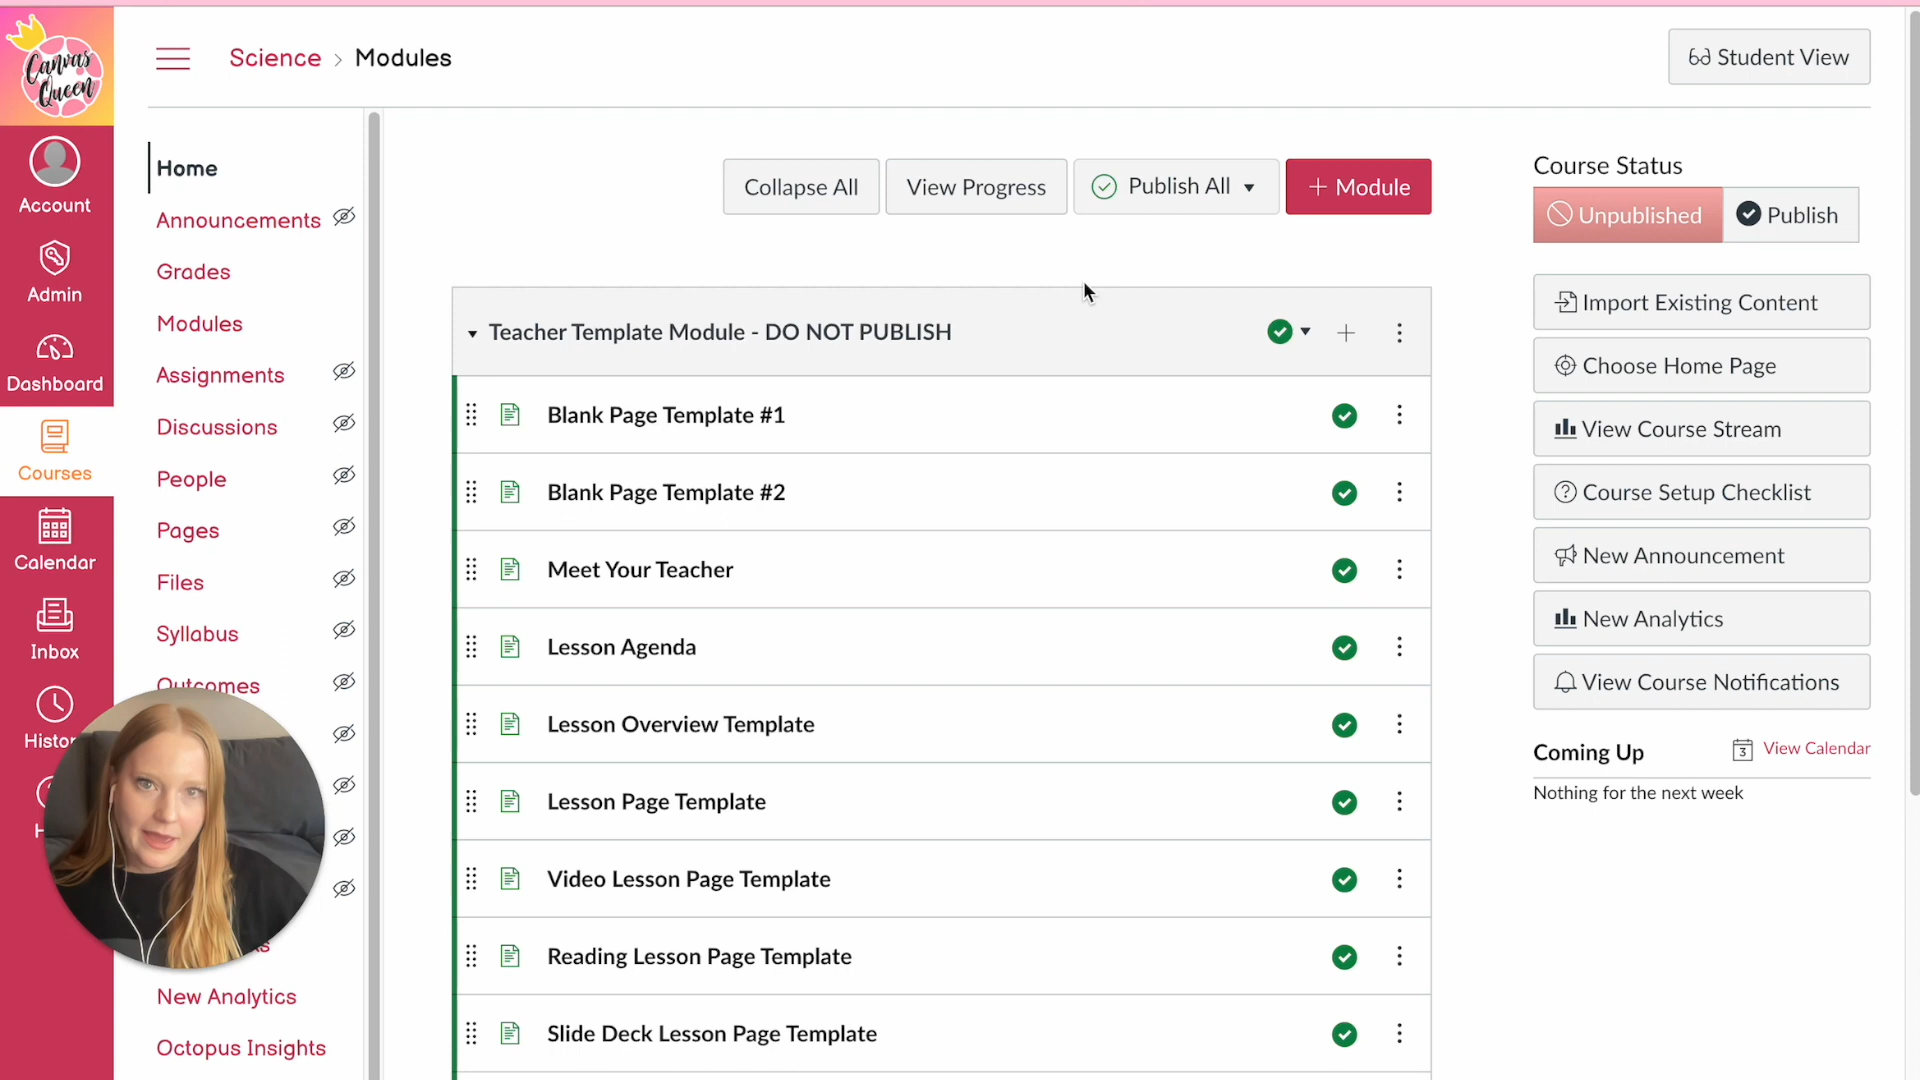 Canvas
Queen
Science › Modules
Student View
Account
Admin
Dashboard
Courses
Calendar
Inbox
Home
Announcements
Grades
Modules
Assignments
Discussions
People
Pages
Files
Syllabus
Outcomes
New Analytics
Octopus Insights
Collapse All
View Progress
Publish All
+ Module
Teacher Template Module - DO NOT PUBLISH
Blank Page Template #1
Blank Page Template #2
Meet Your Teacher
Lesson Agenda
Lesson Overview Template
Lesson Page Template
Video Lesson Page Template
Reading Lesson Page Template
Slide Deck Lesson Page Template
Course Status
Unpublished
Publish
Import Existing Content
Choose Home Page
View Course Stream
Course Setup Checklist
New Announcement
New Analytics
View Course Notifications
Coming Up
3
View Calendar
Nothing for the next week